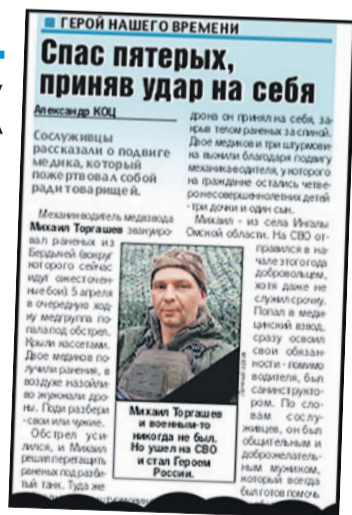 ГЕРОЙ НАШЕГО ВРЕМЕНИ
Спас пятерых,
приняв удар на себя
Александр КОЦ
Сослуживцы
рассказали о подвиге
медика, который
пожертвовал собой
ради товарищей.
Механик-водитель медвзвода
Михаил Торгашев эвакуиро-
вал раненых из
Бердычей (вокруг
которого сейчас
идут ожесточен-
ные бои). 5 апреля
в очередную ход-
ку медгруппа по-
пала под обстрел.
Крыли кассетами.
Двое медиков по-
лучили ранения, в
воздухе назойли-
во жужжали дро-
ны. Поди разбери
- свои или чужие.
Обстрел уси-
лился, и Михаил
решил перетащить
раненых под разби-
тый танк. Туда же
Михаил Торгашев
и военным-то
никогда не был.
Но ушел на СВО
и стал Героем
России.
дрона он принял на себя, за-
крыв телом раненых за спиной.
Двое медиков и три штурмови-
ка выжили благодаря подвигу
механика-водителя, у которого
на гражданке остались четве-
ро несовершеннолетних детей
- три дочки и один сын.
Михаил - из села Ингалы
Омской области. На СВО от-
правился в на-
чале этого года
добровольцем,
хотя даже не
служил срочку.
Попал в меди-
цинский взвод,
сразу освоил
свои обязан-
ности - помимо
водителя, был
санинструкто-
ром. По сло-
вам сослу-
живцев, он был
общительным и
доброжелатель-
ным мужиком,
который всегда
был готов помочь